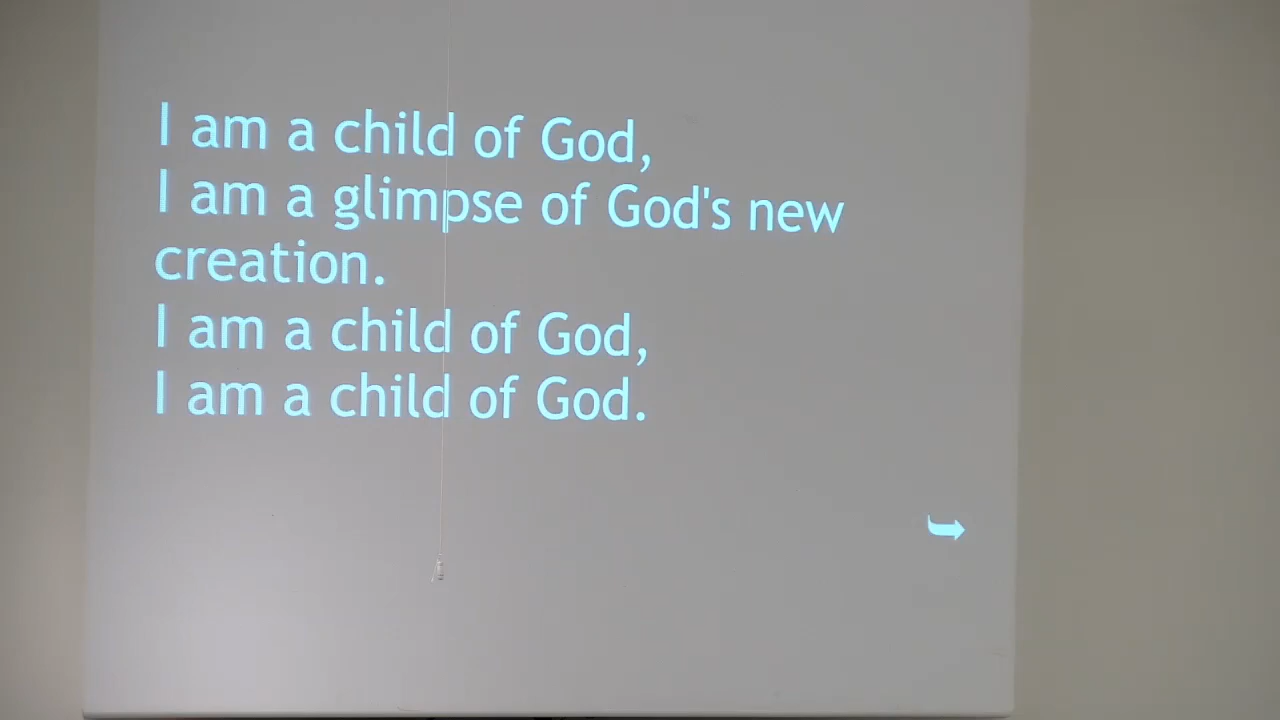 I am a child of God,
I am a glimpse of God's new
creation.
I am a child of God,
I am a child of God.